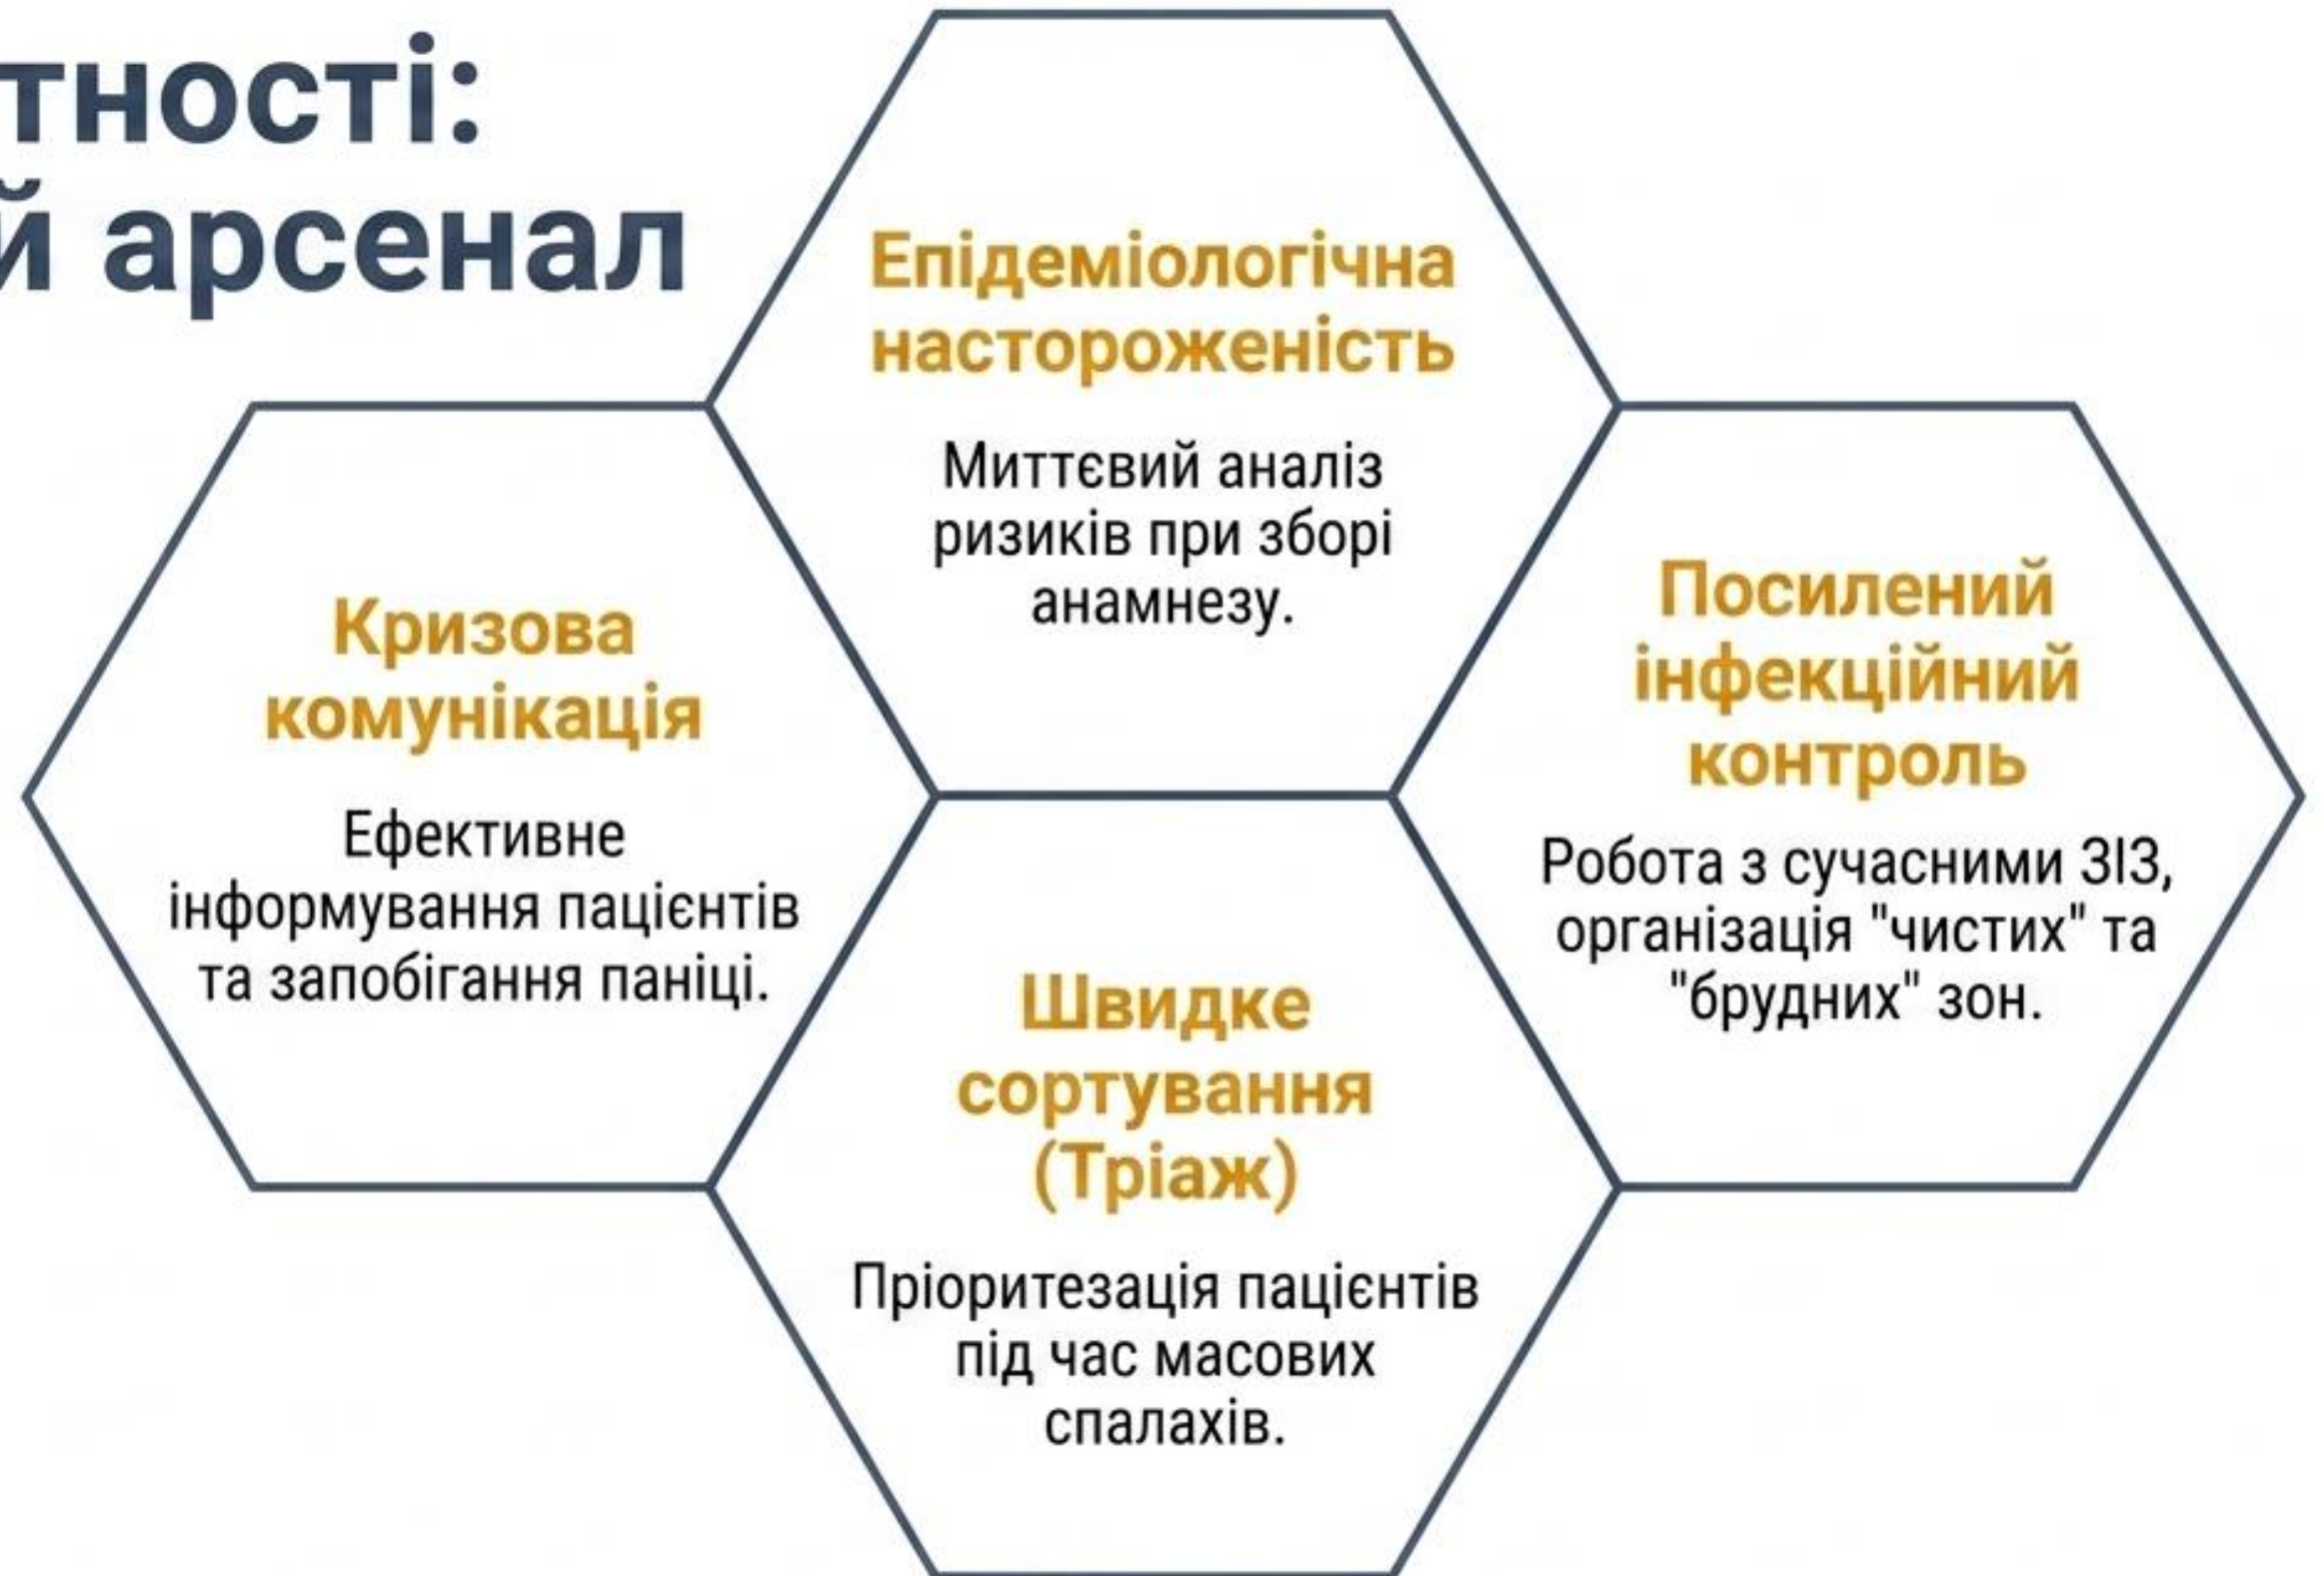 тності:
й арсенал
Епідеміологічна
настороженість
Миттєвий аналіз
ризиків при зборі
анамнезу.
Кризова
комунікація
Ефективне
інформування пацієнтів
та запобігання паніці.
Посилений
інфекційний
контроль
Робота з сучасними ЗІЗ,
організація "чистих" та
"брудних" зон.
Швидке
сортування
(Тріаж)
Пріоритезація пацієнтів
під час масових
спалахів.